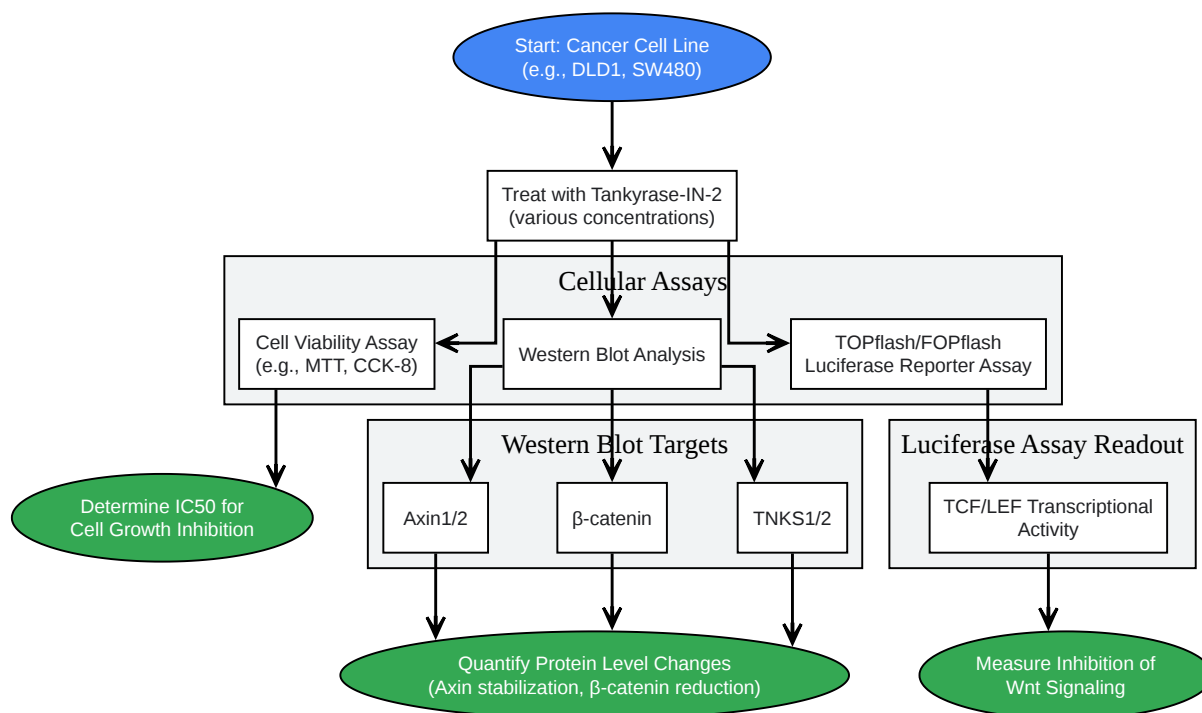 Start: Cancer Cell Line
(e.g., DLD1, SW480)
Treat with Tankyrase-IN-2
(various concentrations)
Cellular Assays
Cell Viability Assay
(e.g., MTT, CCK-8)
Western Blot Analysis
TOPflash/FOPflash
Luciferase Reporter Assay
Western Blot Targets
Luciferase Assay Readout
Determine IC50 for
Cell Growth Inhibition
Axin1/2
β-catenin
TNKS1/2
TCF/LEF Transcriptional
Activity
Quantify Protein Level Changes
(Axin stabilization, β-catenin reduction)
Measure Inhibition of
Wnt Signaling